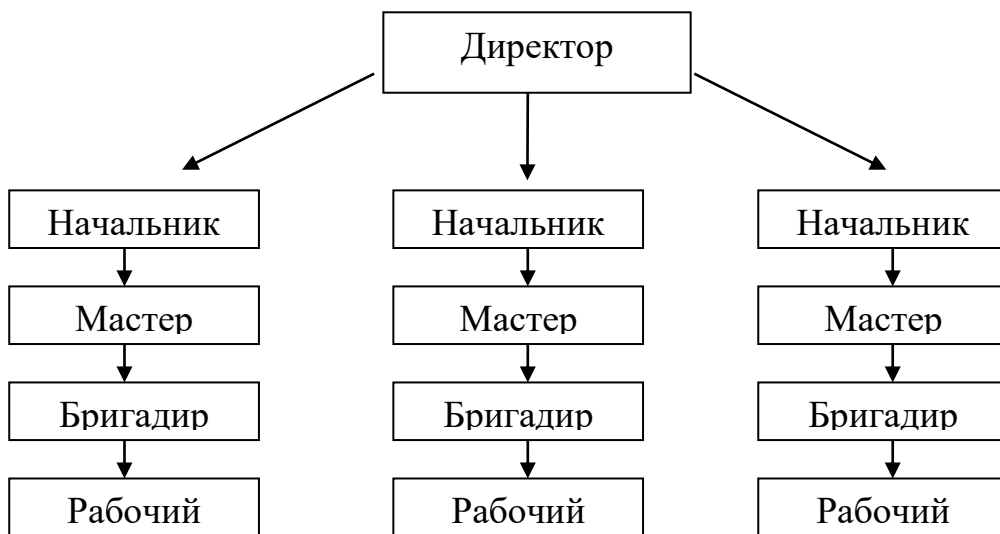 Директор
Начальник Начальник Начальник
Мастер Мастер Мастер
Бригадир Бригадир Бригадир
Рабочий Рабочий Рабочий